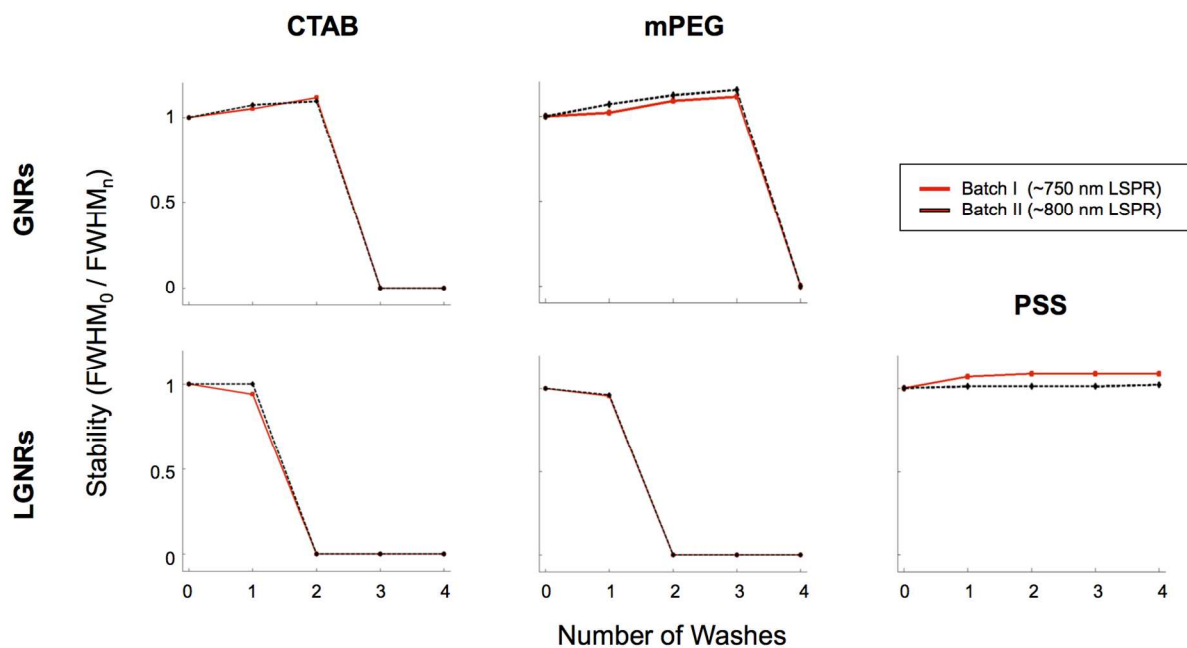 CTAB
mPEG
GNRs
LGNRs
Stability (FWHM0 / FWHMn)
1
0.5
0
Batch I (~750 nm LSPR)
Batch II (~800 nm LSPR)
PSS
1
0.5
0
0 1 2 3 4
0 1 2 3 4
0 1 2 3 4
Number of Washes